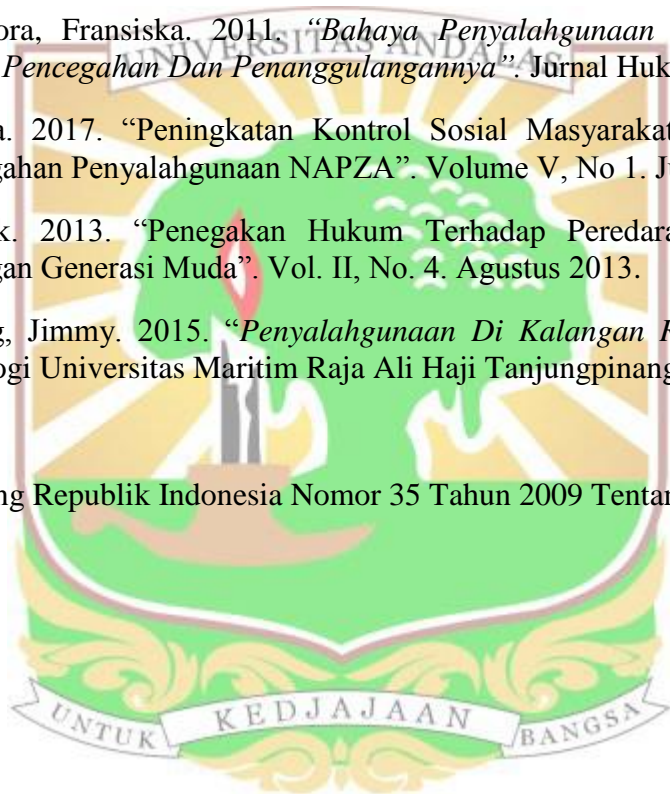 ora, Fransiska. 2011. “Bahaya Penyalahgunaan
UNIVERSITAS ANDALAS
Pencegahan Dan Penanggulangannya”. Jurnal Huk
a. 2017. “Peningkatan Kontrol Sosial Masyarakat
gahan Penyalahgunaan NAPZA”. Volume V, No 1. J
k. 2013. “Penegakan Hukum Terhadap Peredara
gan Generasi Muda”. Vol. II, No. 4. Agustus 2013.
g, Jimmy. 2015. “Penyalahgunaan Di Kalangan R
ogi Universitas Maritim Raja Ali Haji Tanjungpinang
ng Republik Indonesia Nomor 35 Tahun 2009 Tentan
UNTUK KEDJAJAAN BANGSA